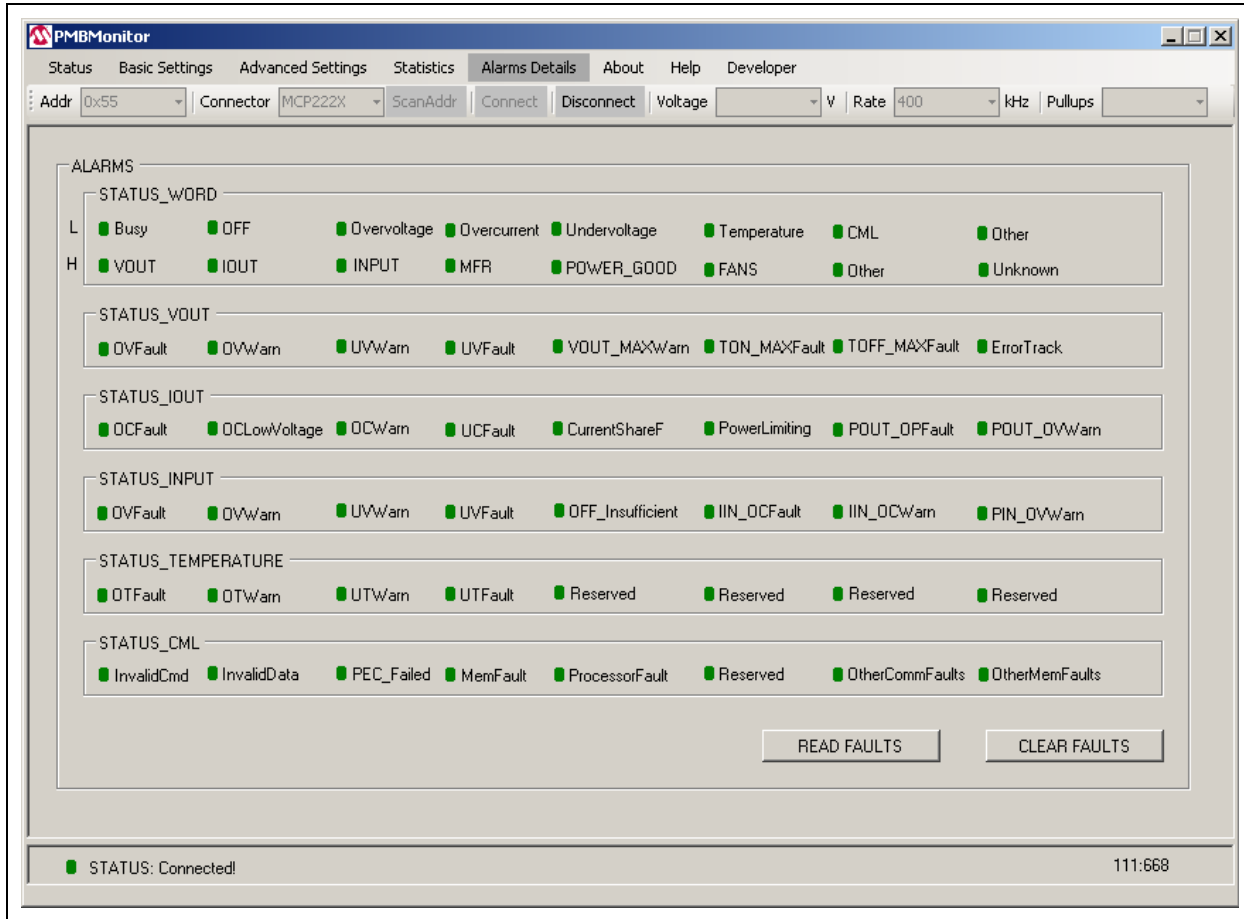 PMBMonitor
Status Basic Settings Advanced Settings Statistics Alarms Details About Help Developer
Addr 0x55 Connector MCP222X ScanAddr Connect Disconnect Voltage V Rate 400 kHz Pullups
ALARMS
STATUS_WORD
L Busy OFF Overvoltage Overcurrent Undervoltage Temperature CML Other
H VOUT IOUT INPUT MFR POWER_GOOD FANS Other Unknown
STATUS_VOUT
OVFault OVWarn UVWarn UVFault VOUT_MAXWarn TON_MAXFault TOFF_MAXFault ErrorTrack
STATUS_IOUT
OCFault OCLowVoltage OCWarn UCFault CurrentShareF PowerLimiting POUT_OPFault POUT_OVWarn
STATUS_INPUT
OVFault OVWarn UVWarn UVFault OFF_Insufficient IIN_OCFault IIN_OCWarn PIN_OVWarn
STATUS_TEMPERATURE
OTFault OTWarn UTWarn UTFault Reserved Reserved Reserved Reserved
STATUS_CML
InvalidCmd InvalidData PEC_Failed MemFault ProcessorFault Reserved OtherCommFaults OtherMemFaults
READ FAULTS CLEAR FAULTS
STATUS: Connected! 111:668